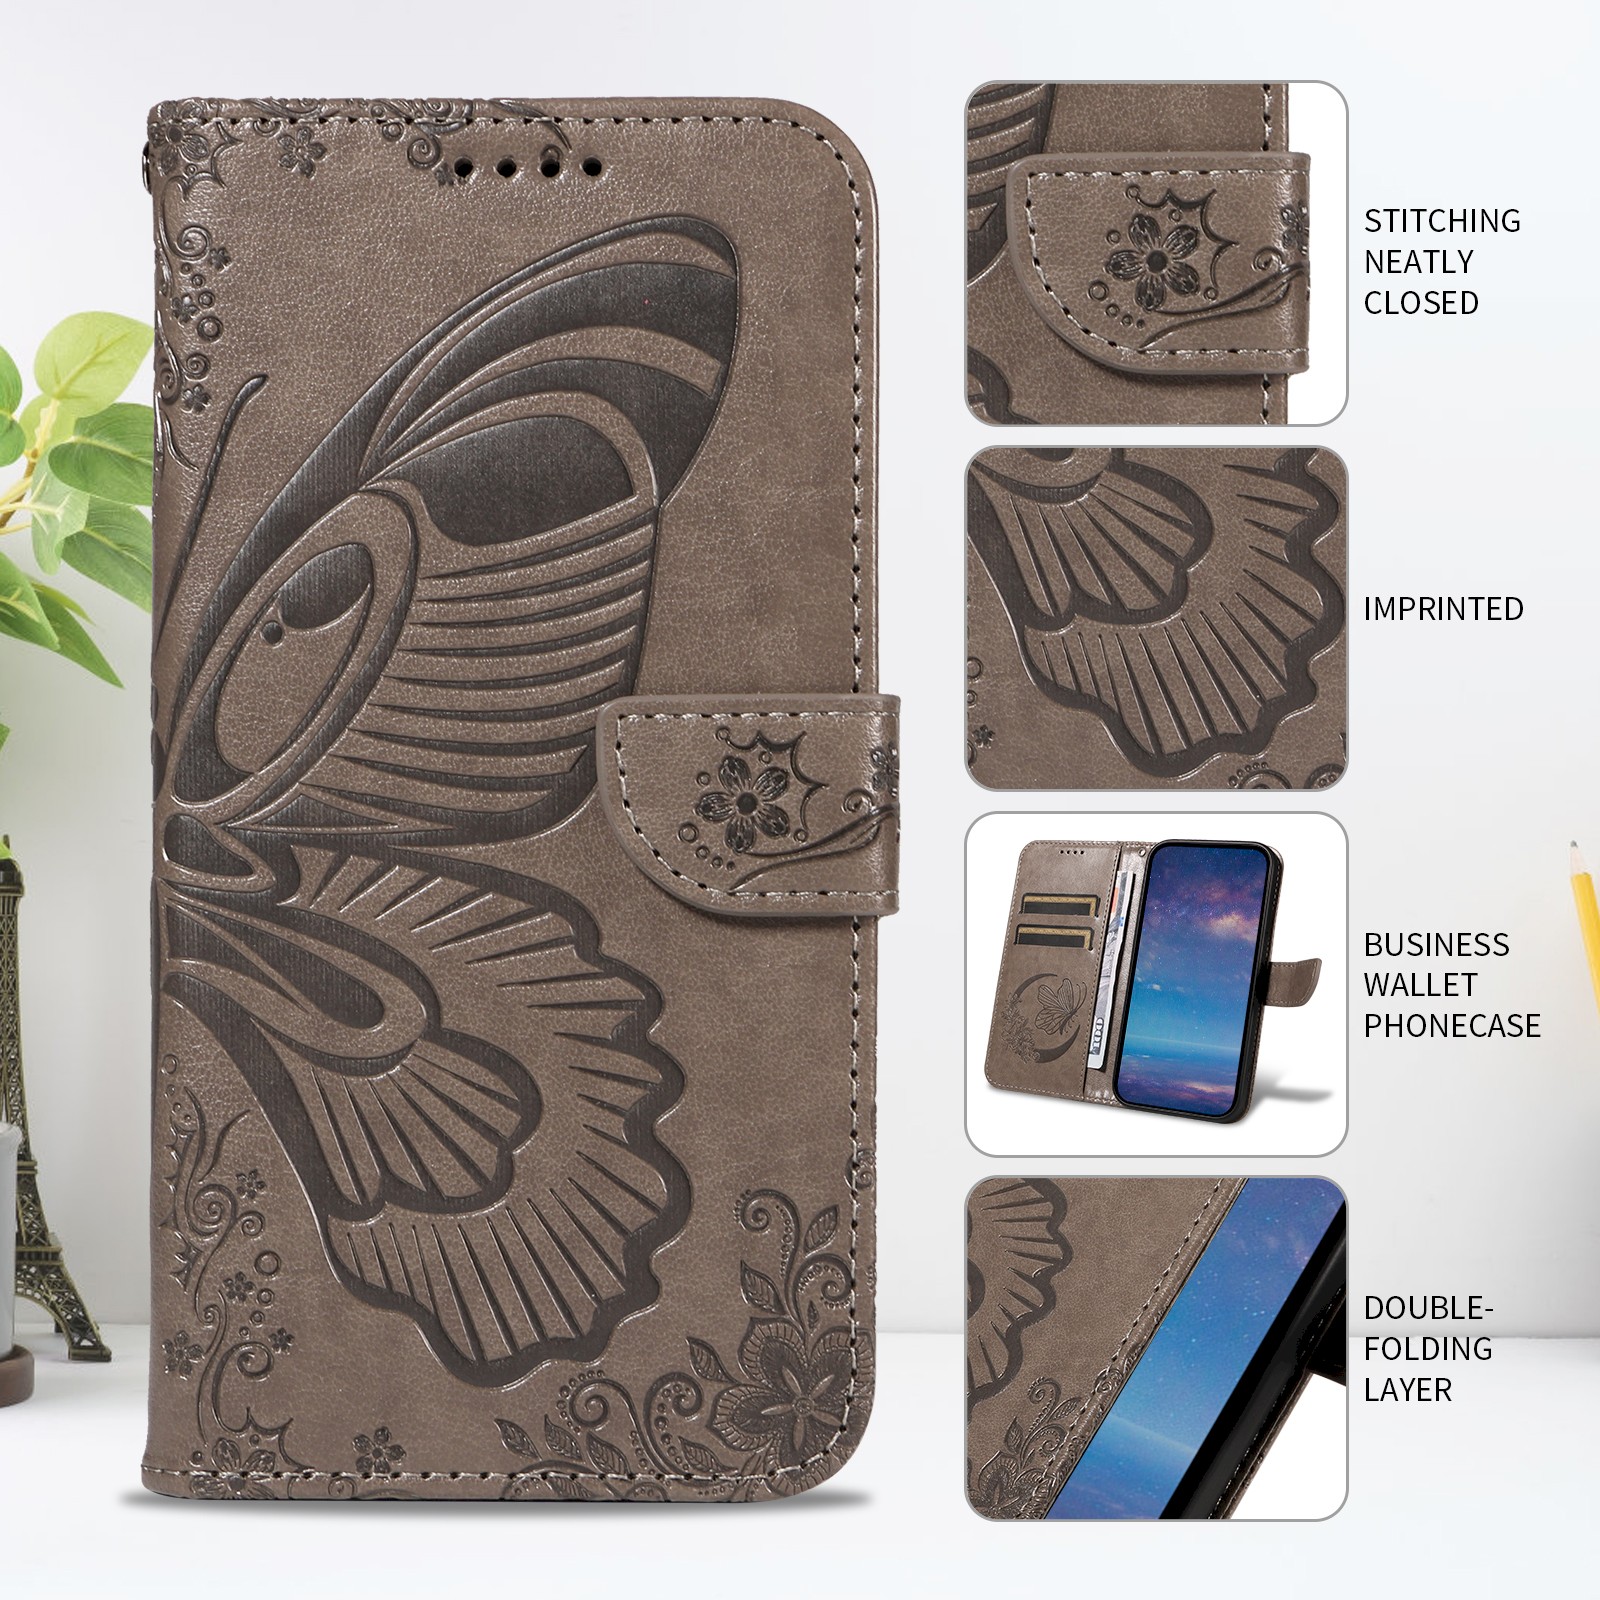 STITCHING
NEATLY
CLOSED
IMPRINTED
BUSINESS
WALLET
PHONECASE
DOUBLE-
FOLDING
LAYER